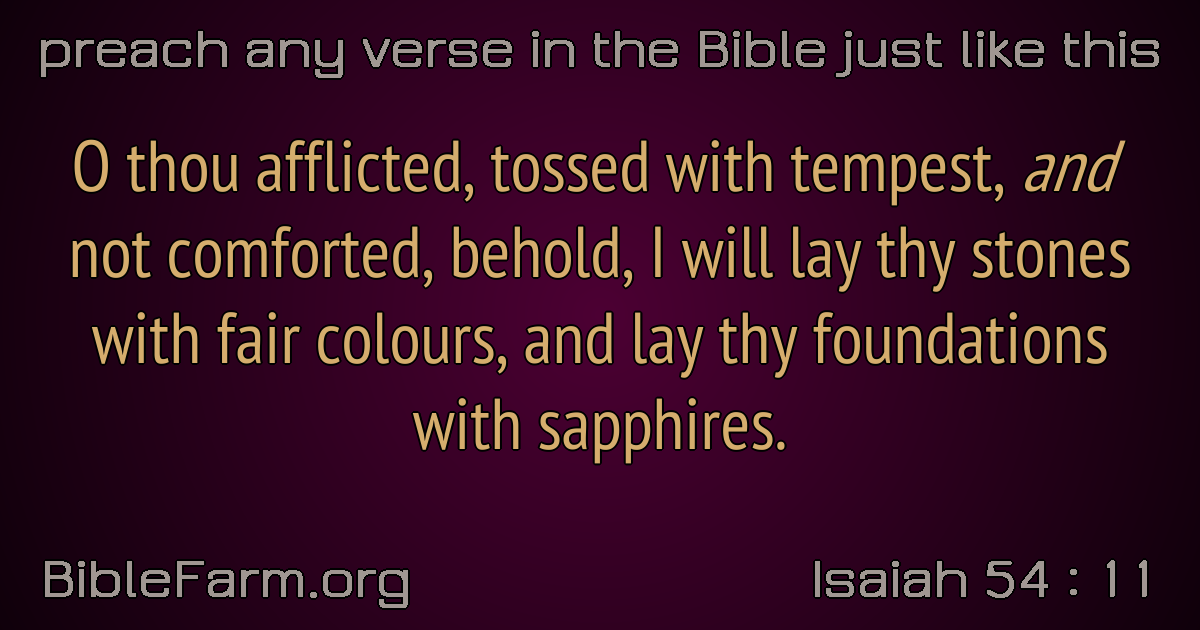 preach any verse in the Bible just like this
O thou afflicted, tossed with tempest, and
not comforted, behold, I will lay thy stones
with fair colours, and lay thy foundations
with sapphires.
BibleFarm.org
Isaiah 54 : 11